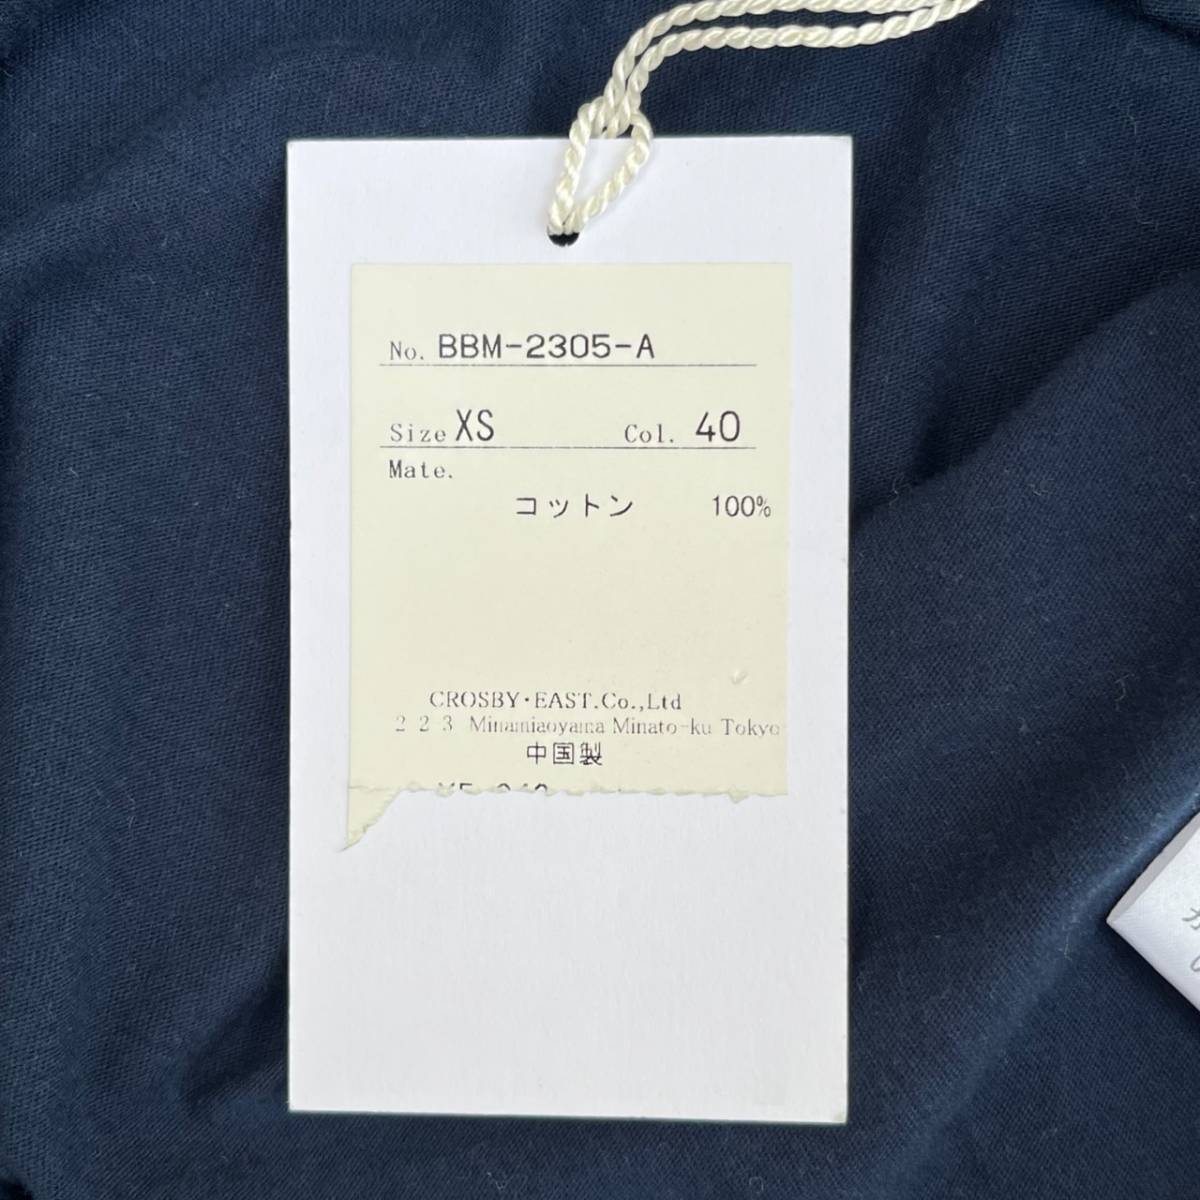 No. BBM-2305-A
Size XS Col. 40
Mate.
コットン 100%
CROSBY・EAST.Co.,Ltd
2 2 3 Minamiaoyama Minato-ku Tokyo
中国製